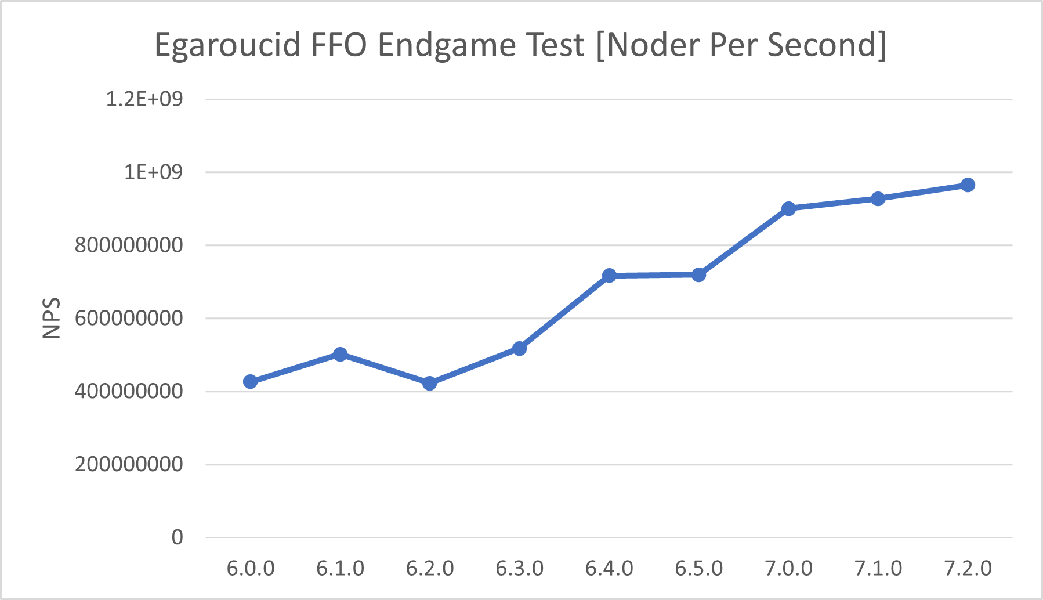 Egaroucid FFO Endgame Test [Noder Per Second]
1.2E+09
1E+09
800000000
600000000
400000000
200000000
0
NPS
6.0.0 6.1.0 6.2.0 6.3.0 6.4.0 6.5.0 7.0.0 7.1.0 7.2.0